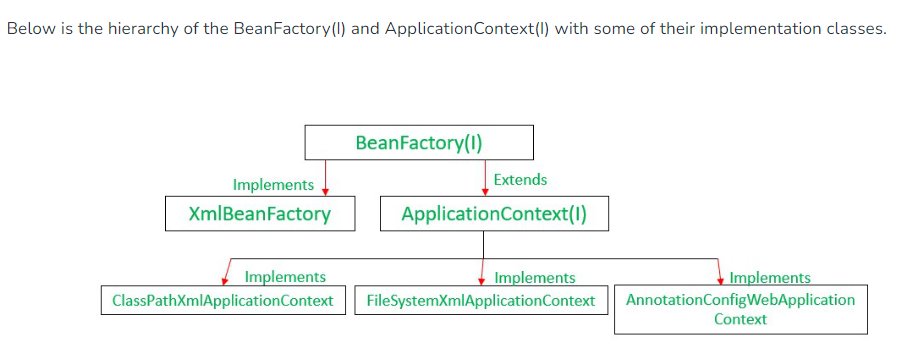 Below is the hierarchy of the BeanFactory(I) and ApplicationContext(I) with some of their implementation classes.
BeanFactory(I)
Implements
Extends
XmlBeanFactory
ApplicationContext(I)
Implements
Implements
Implements
ClassPathXmlApplicationContext
FileSystemXmlApplicationContext
AnnotationConfigWebApplication
Context